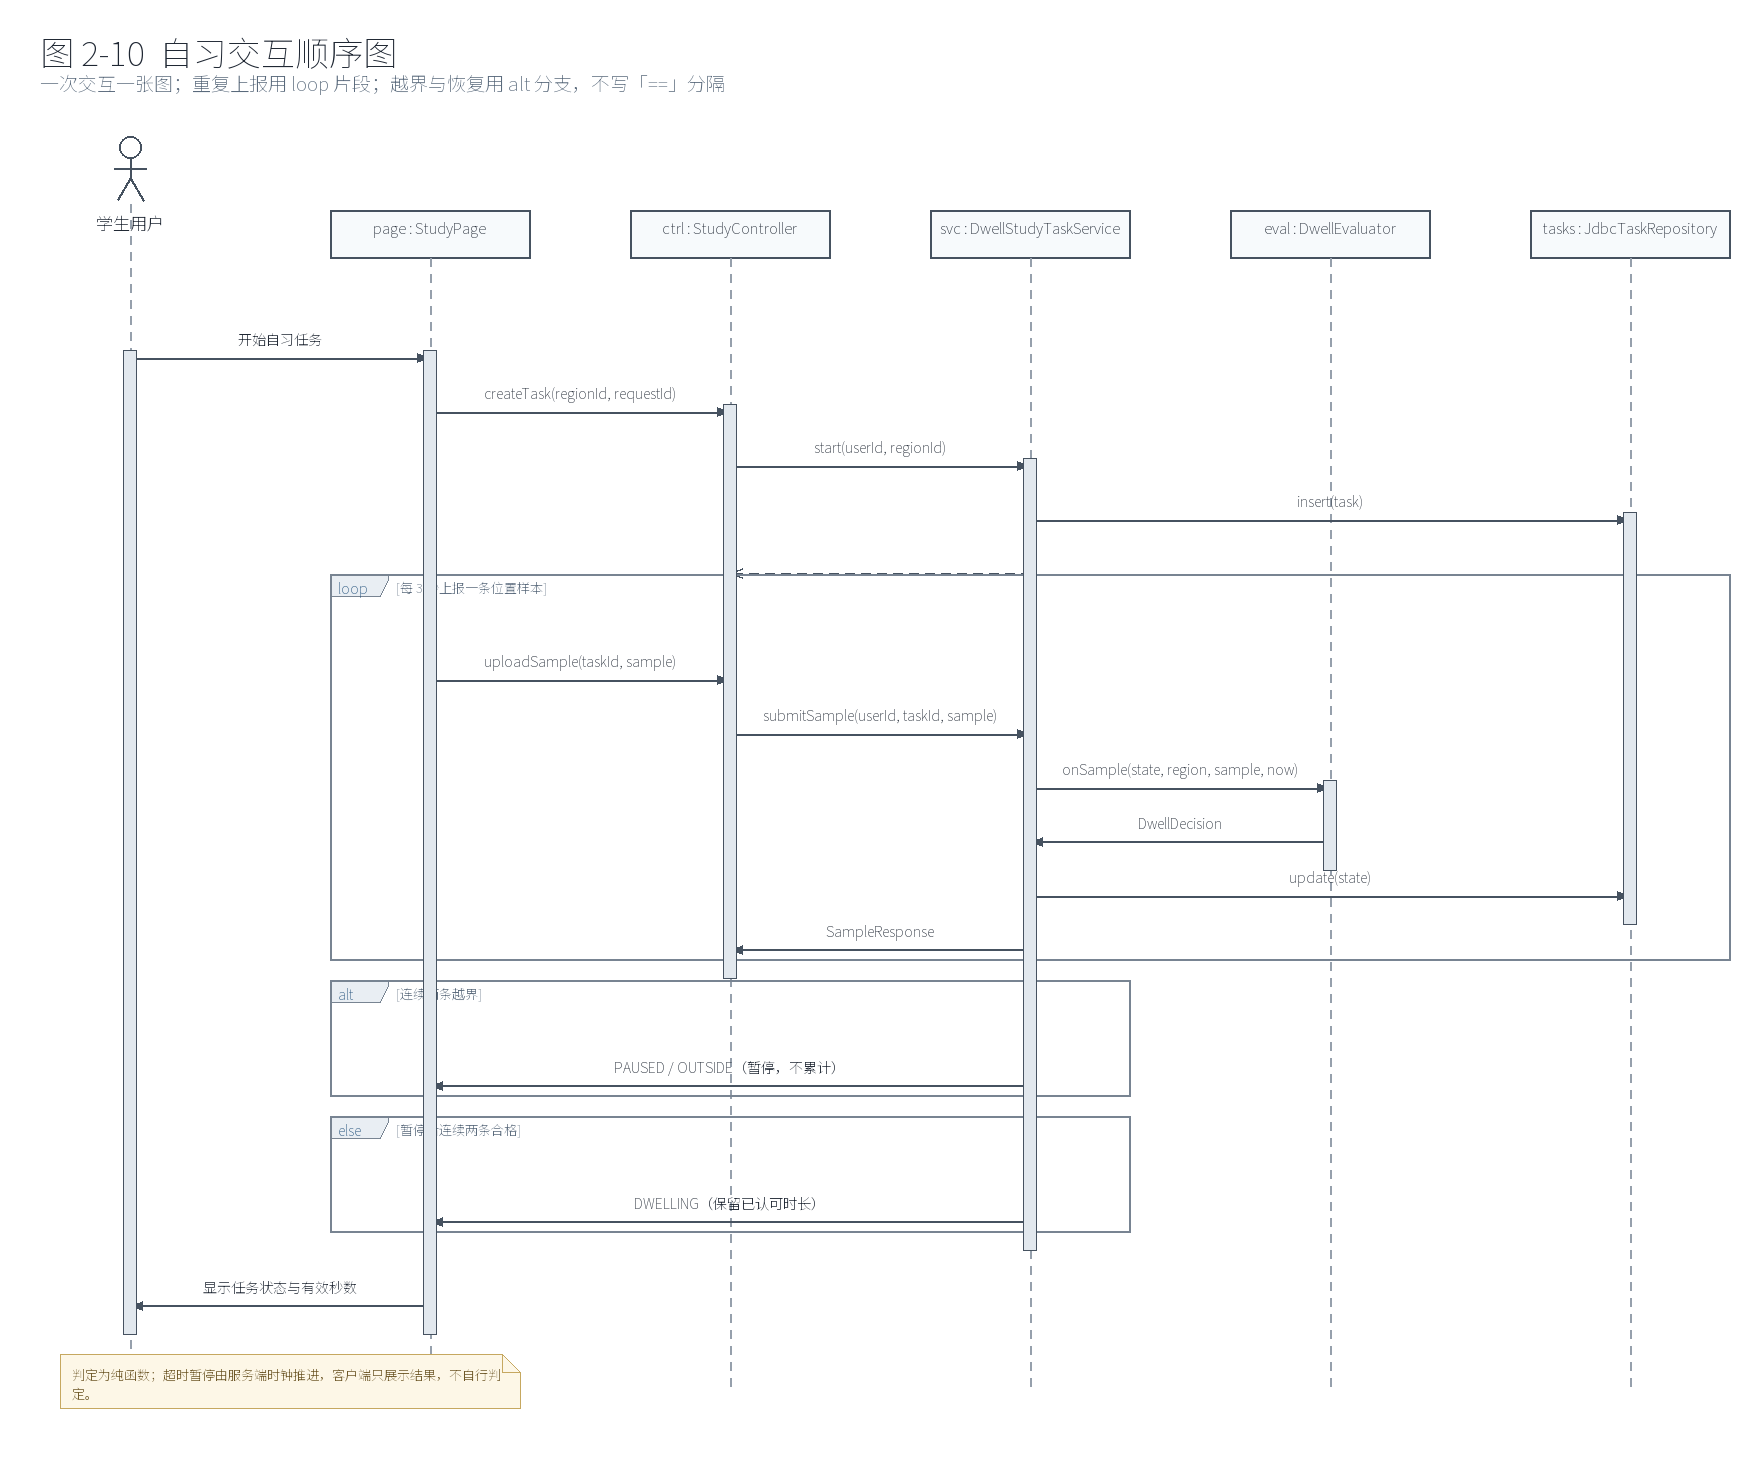 图 2-10 自习交互顺序图
一次交互一张图；重复上报用 loop 片段；越界与恢复用 alt 分支，不写「==」分隔
学生用户
page : StudyPage
ctrl : StudyController
svc : DwellStudyTaskService
eval : DwellEvaluator
tasks : JdbcTaskRepository
开始自习任务
createTask(regionId, requestId)
start(userId, regionId)
insert(task)
loop
[每 3 上报一条位置样本]
uploadSample(taskId, sample)
submitSample(userId, taskId, sample)
onSample(state, region, sample, now)
DwellDecision
update(state)
SampleResponse
alt
[连续 条越界]
PAUSED / OUTSIDE（暂停，不累计）
else
[暂停 连续两条合格]
DWELLING（保留已认可时长）
显示任务状态与有效秒数
判定为纯函数；超时暂停由服务端时钟推进，客户端只展示结果，不自行判
定。